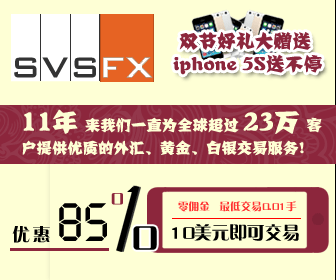 SVSFX
双节好礼大赠送
iphone 5S送不停
11年 来我们一直为全球超过 23万 客
户提供优质的外汇、黄金、白银交易服务!
优惠 85%
零佣金 最低交易0.01手
10美元即可交易